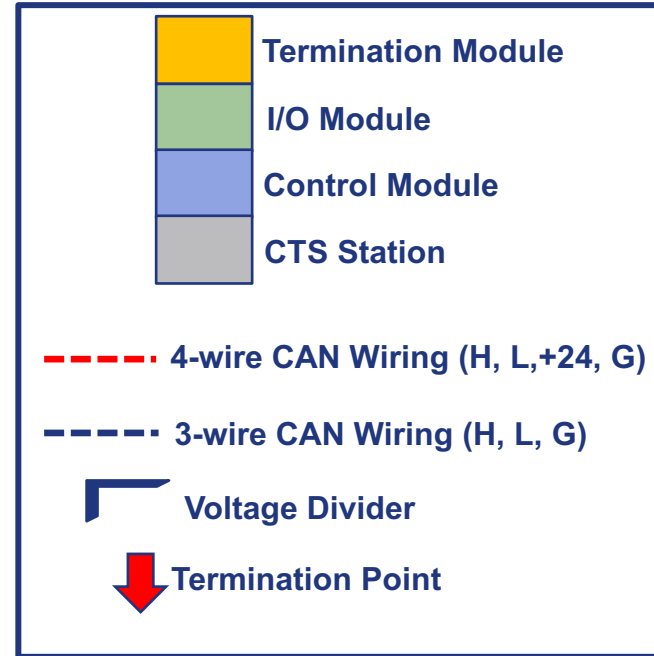 Termination Module
I/O Module
Control Module
CTS Station
4-wire CAN Wiring (H, L,+24, G)
3-wire CAN Wiring (H, L, G)
Voltage Divider
Termination Point